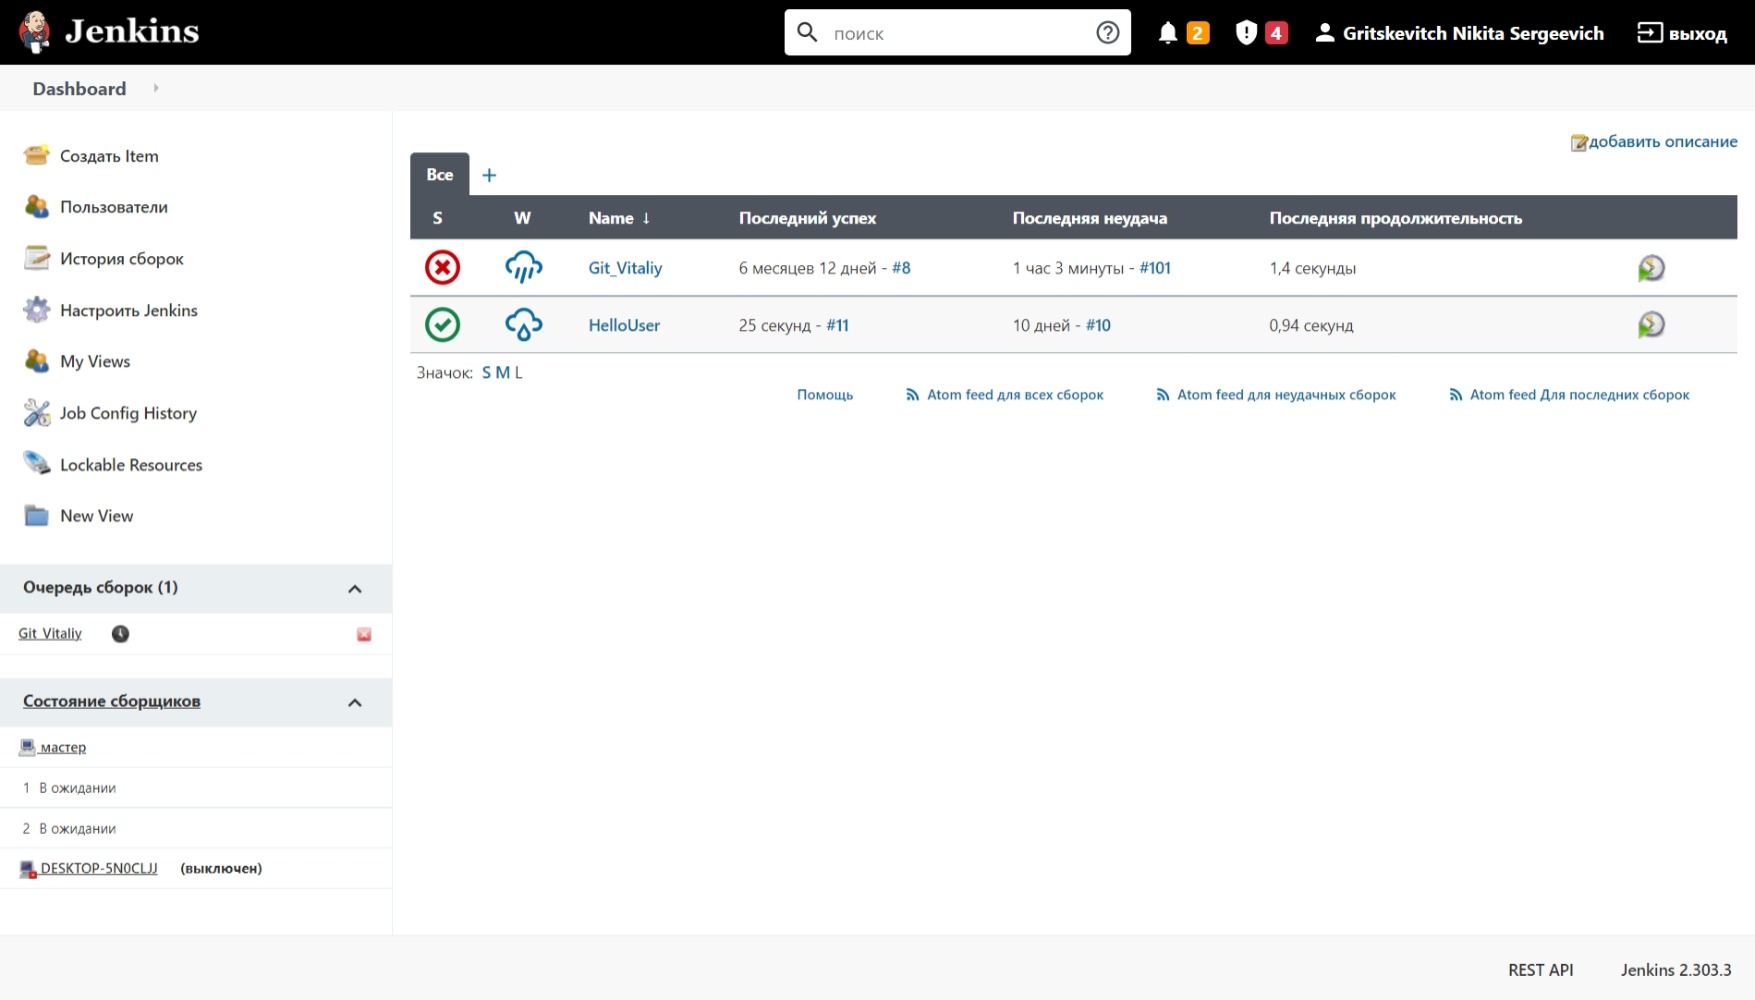 Jenkins
поиск
2
4
Gritskevitch Nikita Sergeevich
выход
Dashboard
добавить описание
Создать Item
Пользователи
История сборок
Настроить Jenkins
My Views
Job Config History
Lockable Resources
New View
Очередь сборок (1)
Git_Vitaliy
Состояние сборщиков
мастер
1 В ожидании
2 В ожидании
DESKTOP-5N0CLJJ (выключен)
Все +
S W Name ↓ Последний успех Последняя неудача Последняя продолжительность
Git_Vitaliy 6 месяцев 12 дней - #8 1 час 3 минуты - #101 1,4 секунды
HelloUser 25 секунд - #11 10 дней - #10 0,94 секунд
Значок: S M L
Помощь Atom feed для всех сборок Atom feed для неудачных сборок Atom feed Для последних сборок
REST API Jenkins 2.303.3